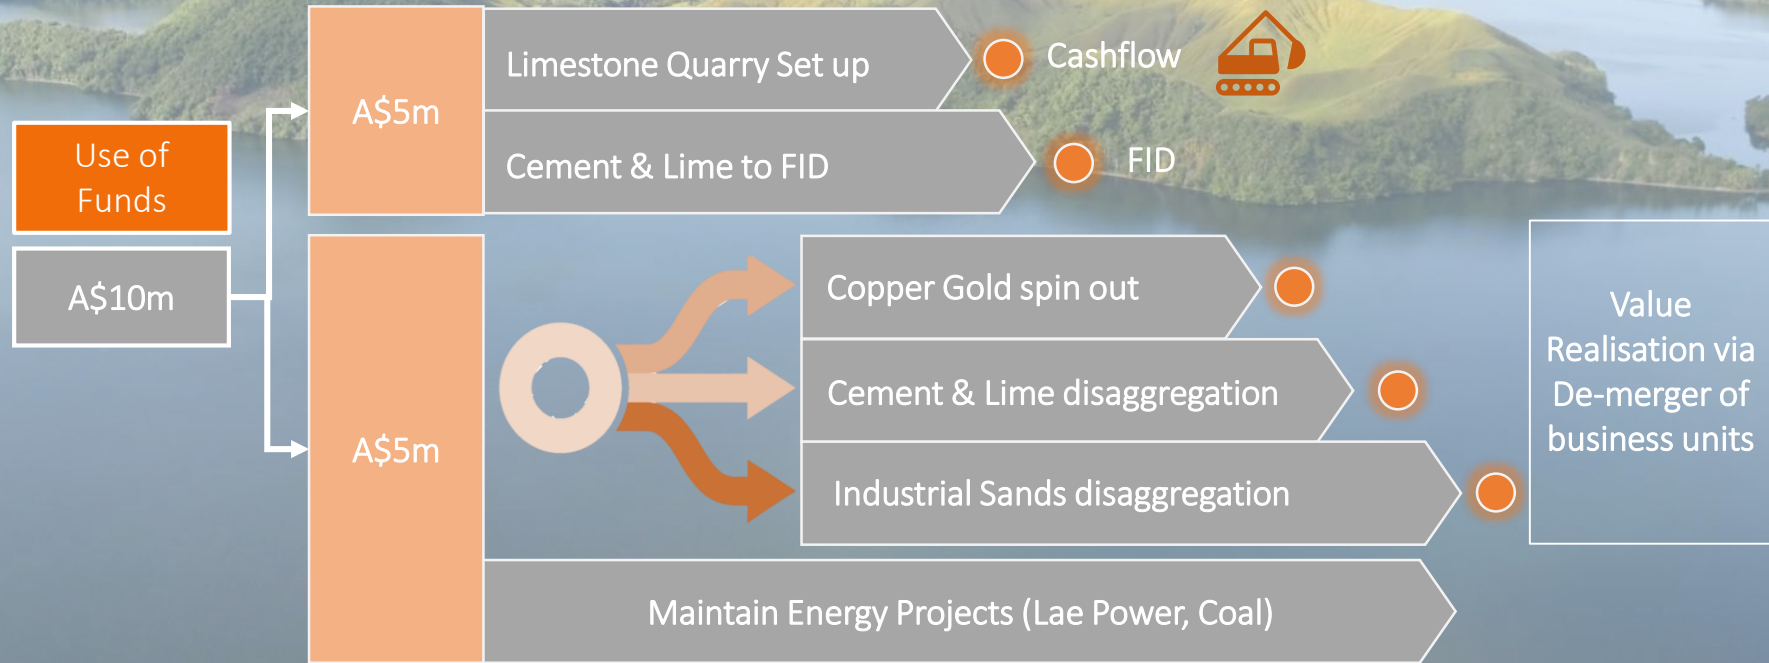 Use of
Funds
A$10m
A$5m
Limestone Quarry Set up
Cashflow
Cement & Lime to FID
FID
A$5m
Copper Gold spin out
Cement & Lime disaggregation
Industrial Sands disaggregation
Maintain Energy Projects (Lae Power, Coal)
Value
Realisation via
De-merger of
business units